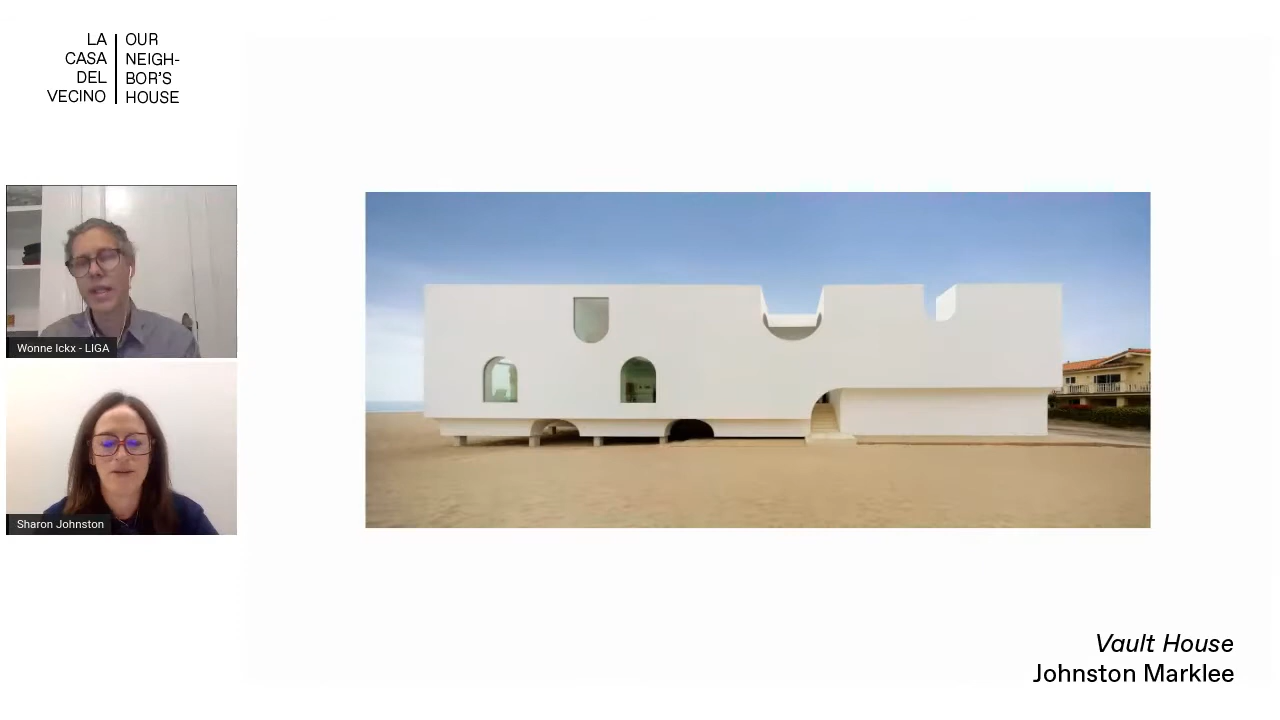 LA
CASA
DEL
VECINO
OUR
NEIGH-
BOR'S
HOUSE
Wonne Ickx - LIGA
Sharon Johnston
Vault House
Johnston Marklee